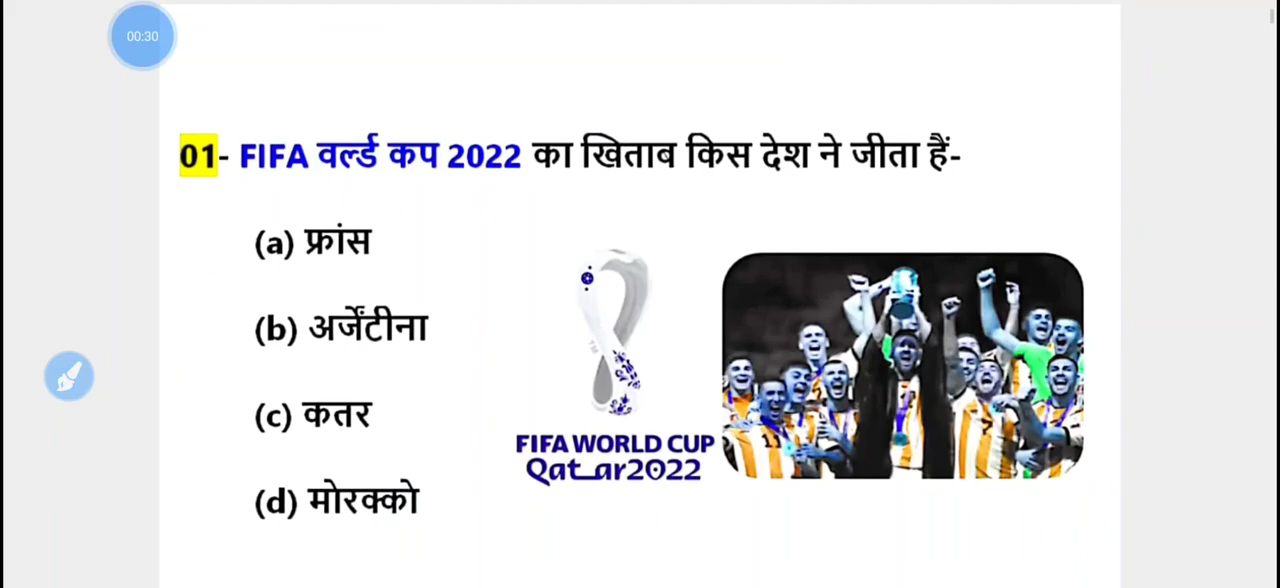 00:30
01- FIFA वर्ल्ड कप 2022 का खिताब किस देश ने जीता हैं-
(a) फ्रांस
(b) अर्जेंटीना
(c) कतर
(d) मोरक्को
FIFA WORLD CUP
Qatar2022